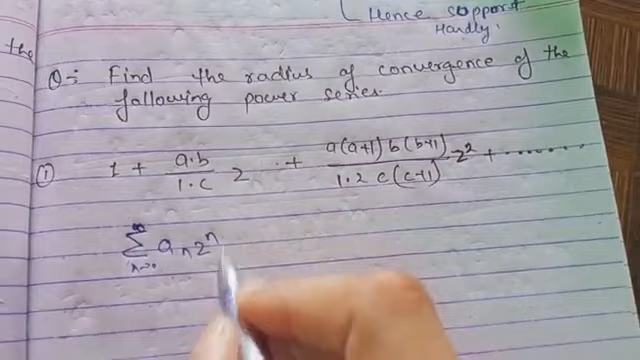 Hence support
Hardly.
the
Q:- Find the radius of convergence of the
following power series.
① 1 + a.b/1.c z + a(a+1) b(b+1)/1.2 c(c+1) z² + ........
∞
Σ aₙzⁿ
n=0